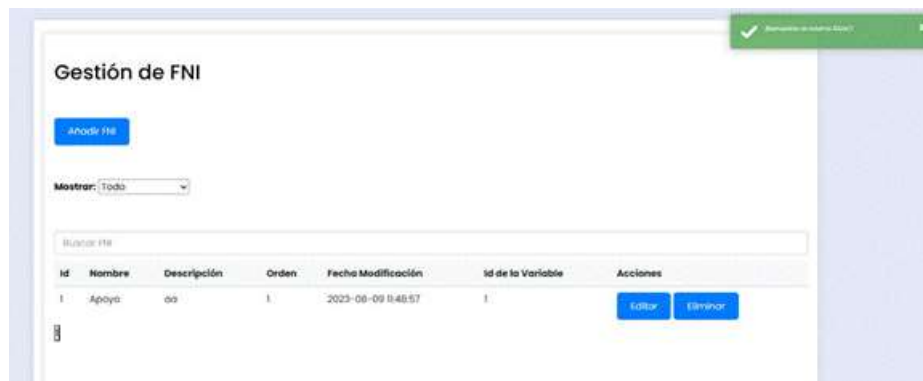 Gestión de FNI
Añadir FNI
Mostrar: Todo
Buscar FNI
Id Nombre Descripción Orden Fecha Modificación Id de la Variable Acciones
1 Apoyo aa 1 2023-08-09 11:48:57 1 Editar Eliminar